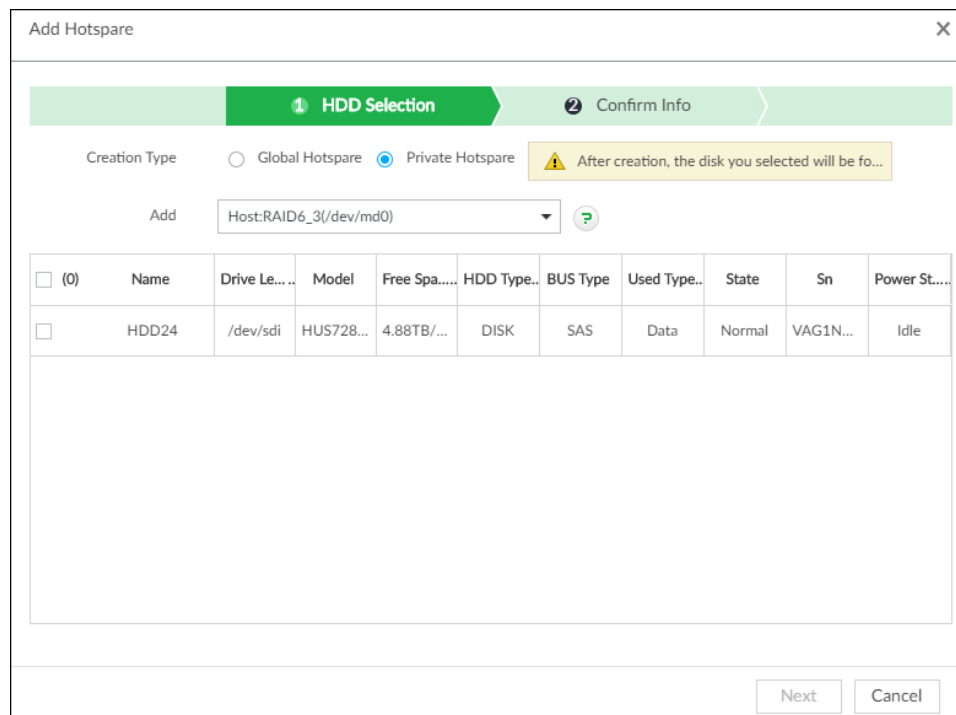 Add Hotspare ×
1 HDD Selection 2 Confirm Info
Creation Type Global Hotspare Private Hotspare After creation, the disk you selected will be fo...
Add Host:RAID6_3(/dev/md0) ?
(0) Name Drive Le..... Model Free Spa..... HDD Type.. BUS Type Used Type.. State Sn Power St.....
HDD24 /dev/sdi HUS728... 4.88TB/... DISK SAS Data Normal VAG1N... Idle
Next Cancel